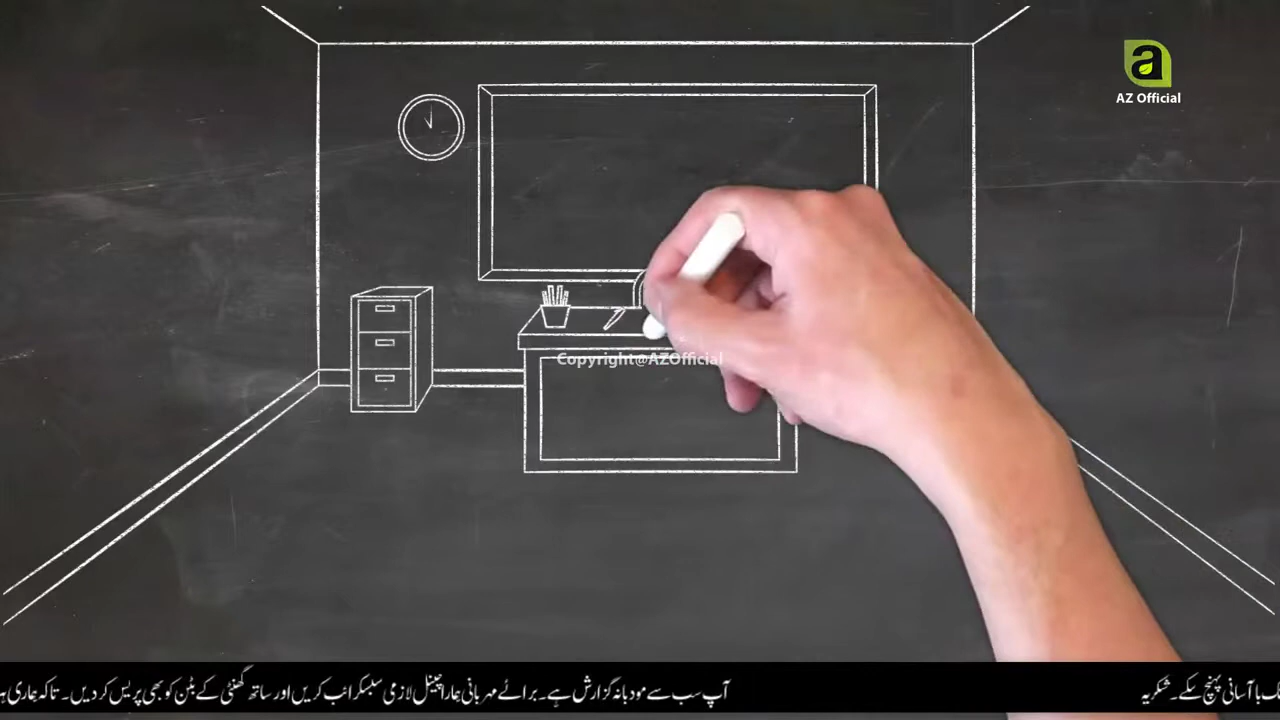 a
AZ Official
Copyright@AZOfficial
آپ سب سے مودبانہ گزارش ہے۔ برائے مہربانی ہمارا چینل لازمی سبسکرائب کریں اور ساتھ گھنٹی کے بٹن کو بھی پریس کر دیں۔ تاکہ ہماری
باآسانی پہنچ سکے۔ شکریہ